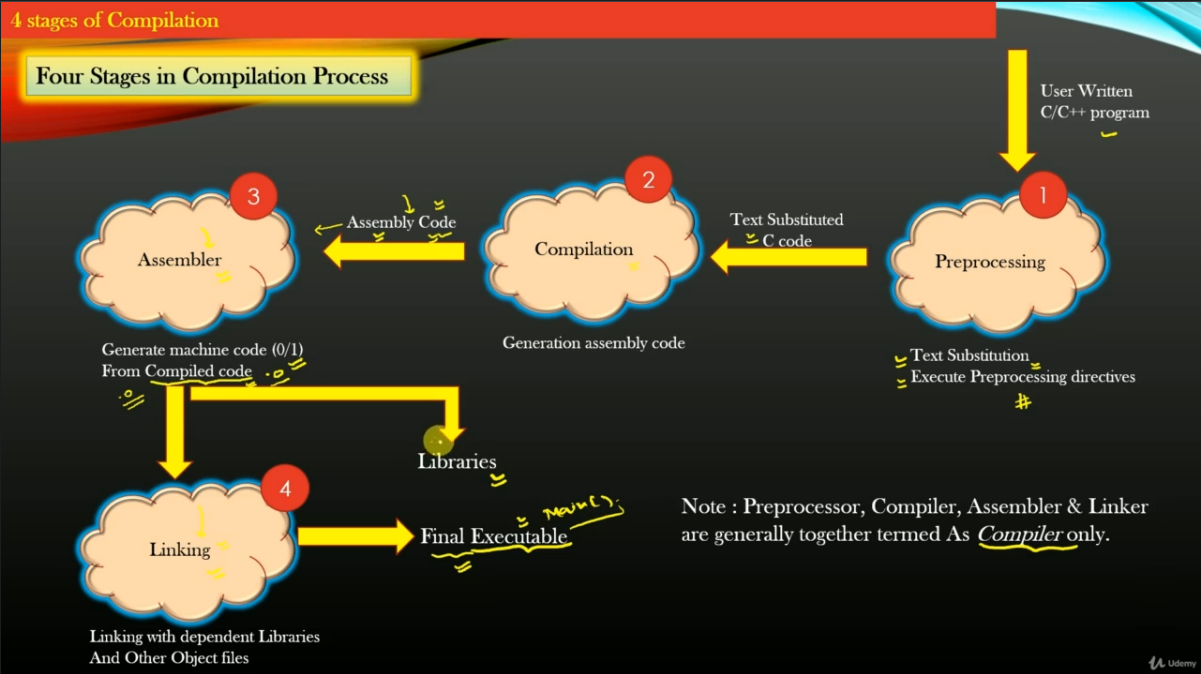 4 stages of Compilation
Four Stages in Compilation Process
User Written
C/C++ program
1
Preprocessing
Text Substitution
Execute Preprocessing directives
#
Text Substituted
C code
2
Compilation
Generation assembly code
Assembly Code
3
Assembler
Generate machine code (0/1)
From Compiled code
.o
.o
Libraries
4
Linking
Linking with dependent Libraries
And Other Object files
main();
Final Executable
Note : Preprocessor, Compiler, Assembler & Linker
are generally together termed As Compiler only.
Udemy